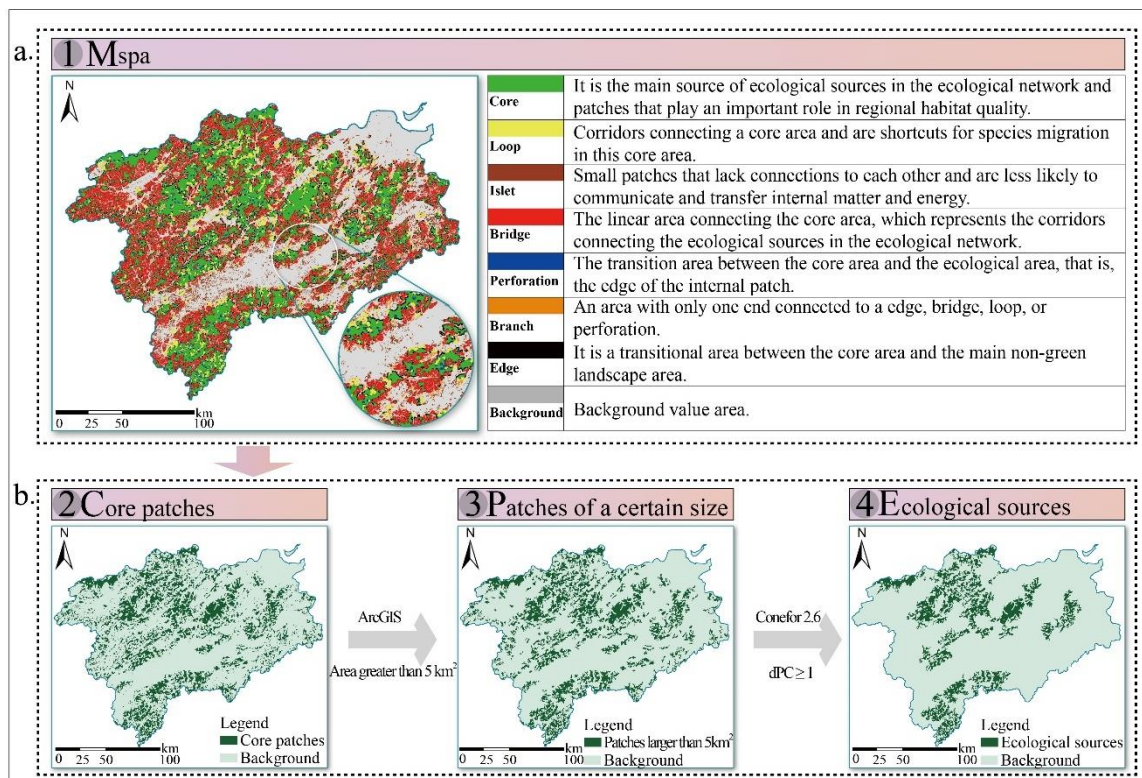 a.
1 Mspa
N
km
0 25 50 100
Core
It is the main source of ecological sources in the ecological network and
patches that play an important role in regional habitat quality.
Loop
Corridors connecting a core area and are shortcuts for species migration
in this core area.
Islet
Small patches that lack connections to each other and are less likely to
communicate and transfer internal matter and energy.
Bridge
The linear area connecting the core area, which represents the corridors
connecting the ecological sources in the ecological network.
Perforation
The transition area between the core area and the ecological area, that is,
the edge of the internal patch.
Branch
An area with only one end connected to a edge, bridge, loop, or
perforation.
Edge
It is a transitional area between the core area and the main non-green
landscape area.
Background
Background value area.
b.
2 Core patches
N
Legend
Core patches
Background
km
0 25 50 100
ArcGIS
Area greater than 5 km²
3 Patches of a certain size
N
Legend
Patches larger than 5km²
Background
km
0 25 50 100
Conefor 2.6
dPC ≥ 1
4 Ecological sources
N
Legend
Ecological sources
Background
km
0 25 50 100